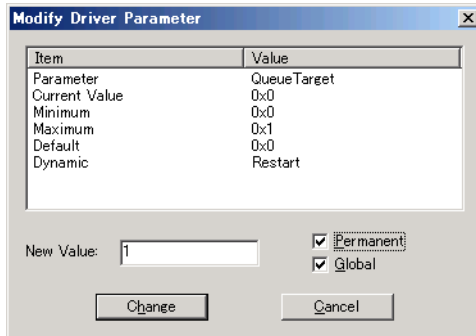 Modify Driver Parameter
Item Value
Parameter QueueTarget
Current Value 0x0
Minimum 0x0
Maximum 0x1
Default 0x0
Dynamic Restart
New Value: 1
Permanent
Global
Change Cancel